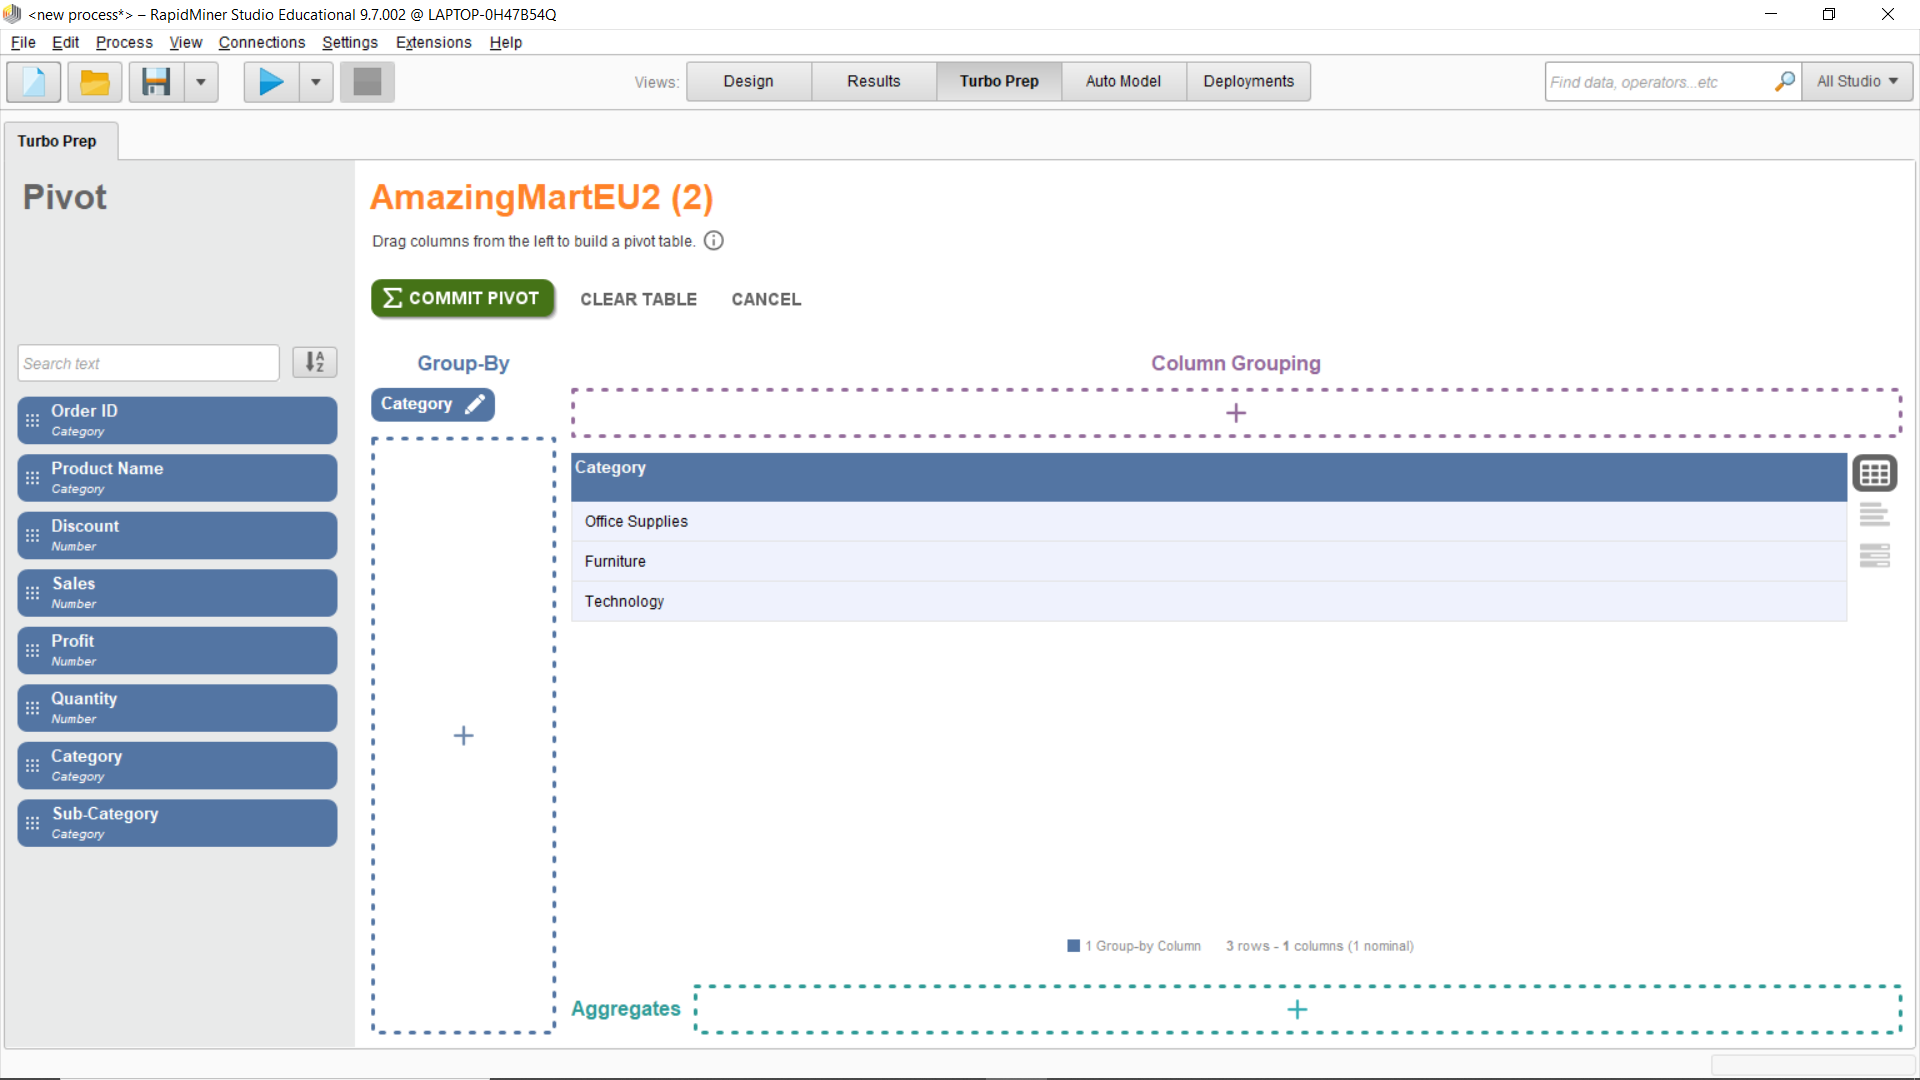 <new process*> – RapidMiner Studio Educational 9.7.002 @ LAPTOP-0H47B54Q
File Edit Process View Connections Settings Extensions Help
Views: Design Results Turbo Prep Auto Model Deployments Find data, operators...etc All Studio
Turbo Prep
Pivot
AmazingMartEU2 (2)
Drag columns from the left to build a pivot table.
COMMIT PIVOT CLEAR TABLE CANCEL
Search text
Order ID
Category
Product Name
Category
Discount
Number
Sales
Number
Profit
Number
Quantity
Number
Category
Category
Sub-Category
Category
Group-By
Category
Column Grouping
Category
Office Supplies
Furniture
Technology
1 Group-by Column 3 rows - 1 columns (1 nominal)
Aggregates